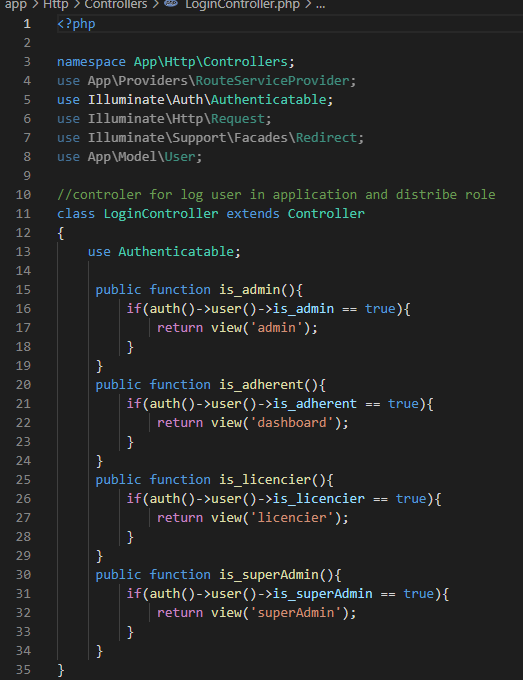 app > Http > Controllers > LoginController.php > ...
1 <?php
2
3 namespace App\Http\Controllers;
4 use App\Providers\RouteServiceProvider;
5 use Illuminate\Auth\Authenticatable;
6 use Illuminate\Http\Request;
7 use Illuminate\Support\Facades\Redirect;
8 use App\Model\User;
9
10 //controler for log user in application and distribe role
11 class LoginController extends Controller
12 {
13     use Authenticatable;
14
15      public function is_admin(){
16          if(auth()->user()->is_admin == true){
17              return view('admin');
18          }
19      }
20      public function is_adherent(){
21          if(auth()->user()->is_adherent == true){
22              return view('dashboard');
23          }
24      }
25      public function is_licencier(){
26          if(auth()->user()->is_licencier == true){
27              return view('licencier');
28          }
29      }
30      public function is_superAdmin(){
31          if(auth()->user()->is_superAdmin == true){
32              return view('superAdmin');
33          }
34      }
35 }